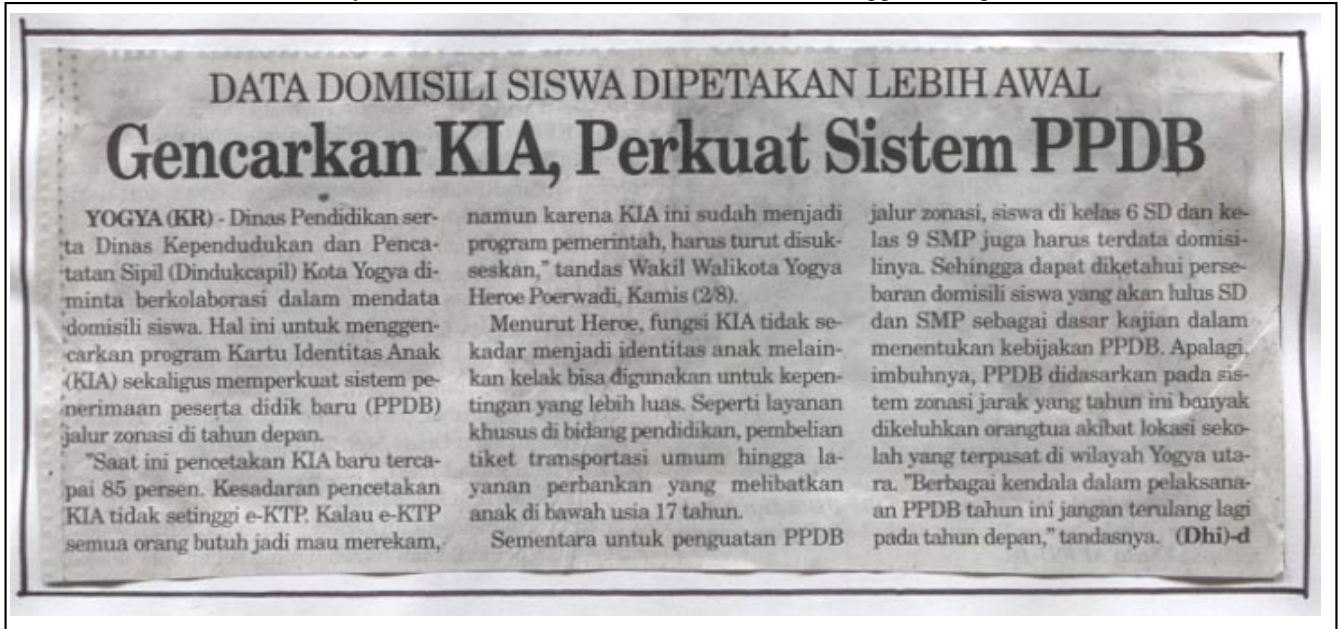 DATA DOMISILI SISWA DIPETAKAN LEBIH AWAL
Gencarkan KIA, Perkuat Sistem PPDB
YOGYA (KR) - Dinas Pendidikan ser-
ta Dinas Kependudukan dan Penca-
tatan Sipil (Dindukcapil) Kota Yogya di-
minta berkolaborasi dalam mendata
domisili siswa. Hal ini untuk menggen-
carkan program Kartu Identitas Anak
(KIA) sekaligus memperkuat sistem pe-
nerimaan peserta didik baru (PPDB)
jalur zonasi di tahun depan.
"Saat ini pencetakan KIA baru terca-
pai 85 persen. Kesadaran pencetakan
KIA tidak setinggi e-KTP. Kalau e-KTP
semua orang butuh jadi mau merekam,
namun karena KIA ini sudah menjadi
program pemerintah, harus turut disuk-
seskan," tandas Wakil Walikota Yogya
Heroe Poerwadi, Kamis (2/8).
Menurut Heroe, fungsi KIA tidak se-
kadar menjadi identitas anak melain-
kan kelak bisa digunakan untuk kepen-
tingan yang lebih luas. Seperti layanan
khusus di bidang pendidikan, pembelian
tiket transportasi umum hingga la-
yanan perbankan yang melibatkan
anak di bawah usia 17 tahun.
Sementara untuk penguatan PPDB
jalur zonasi, siswa di kelas 6 SD dan ke-
las 9 SMP juga harus terdata domisi-
linya. Sehingga dapat diketahui perse-
baran domisili siswa yang akan lulus SD
dan SMP sebagai dasar kajian dalam
menentukan kebijakan PPDB. Apalagi,
imbuhnya, PPDB didasarkan pada sis-
tem zonasi jarak yang tahun ini banyak
dikeluhkan orangtua akibat lokasi seko-
lah yang terpusat di wilayah Yogya uta-
ra. "Berbagai kendala dalam pelaksana-
an PPDB tahun ini jangan terulang lagi
pada tahun depan," tandasnya. (Dhi)-d